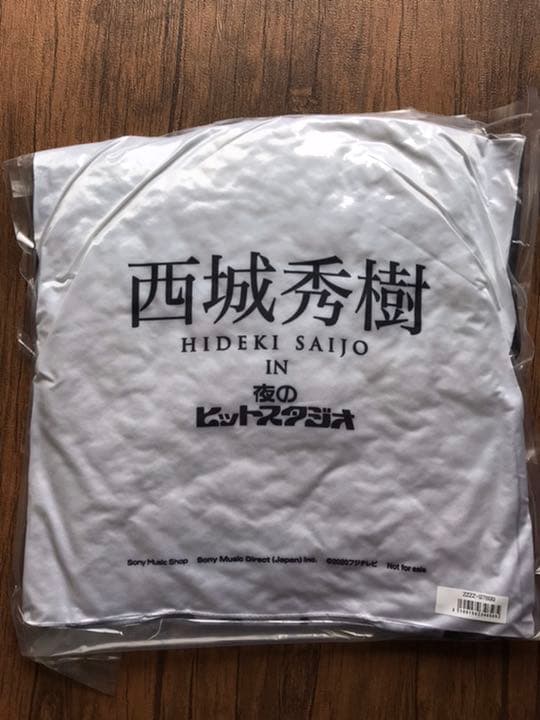 西城秀樹
HIDEKI SAIJO
IN
夜の
ヒットスタジオ
Sony Music Shop Sony Music Direct (Japan) Inc. ©2020フジテレビ Not for sale